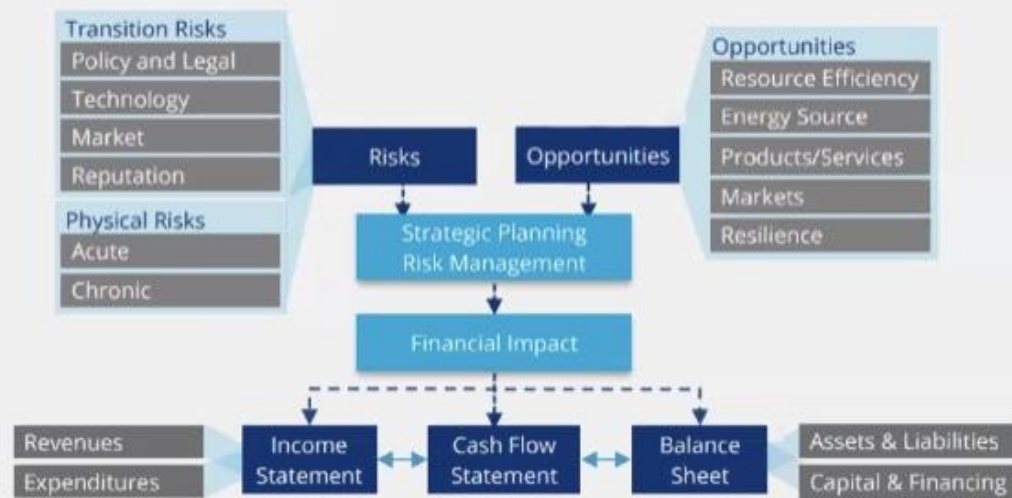 Transition Risks
Policy and Legal
Technology
Market
Reputation
Physical Risks
Acute
Chronic
Risks
Opportunities
Opportunities
Resource Efficiency
Energy Source
Products/Services
Markets
Resilience
Strategic Planning
Risk Management
Financial Impact
Revenues
Expenditures
Income
Statement
Cash Flow
Statement
Balance
Sheet
Assets & Liabilities
Capital & Financing